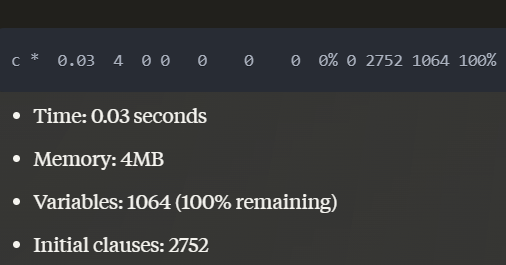 c *  0.03  4  0 0   0    0    0  0% 0 2752 1064 100%
• Time: 0.03 seconds
• Memory: 4MB
• Variables: 1064 (100% remaining)
• Initial clauses: 2752